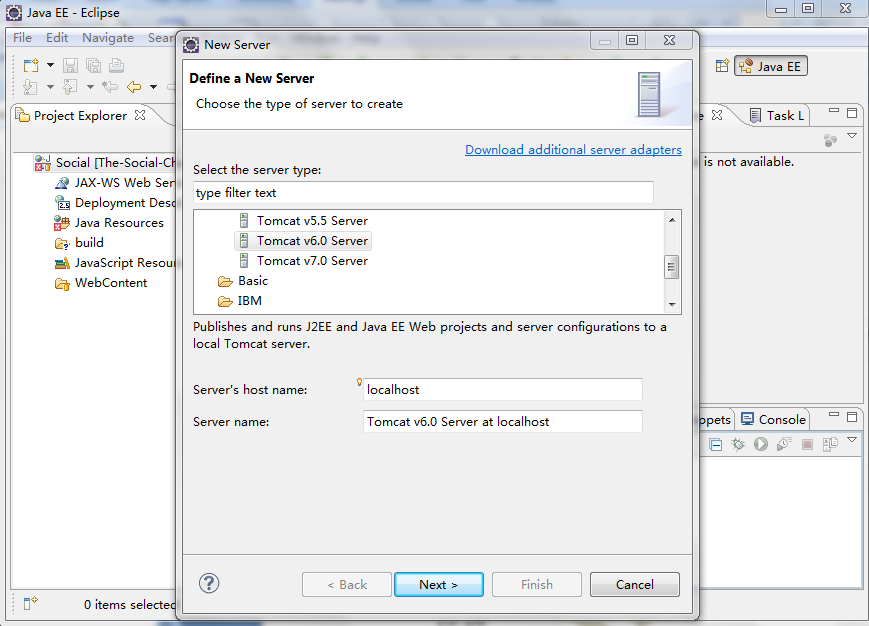 Java EE - Eclipse
File Edit Navigate Sear
New Server
Define a New Server
Choose the type of server to create
Java EE
Project Explorer
Task L
Download additional server adapters
is not available.
Select the server type:
type filter text
Social [The-Social-Ch
JAX-WS Web Ser
Deployment Desc
Java Resources
build
JavaScript Resou
WebContent
Tomcat v5.5 Server
Tomcat v6.0 Server
Tomcat v7.0 Server
Basic
IBM
Publishes and runs J2EE and Java EE Web projects and server configurations to a
local Tomcat server.
Server's host name:
localhost
Server name:
Tomcat v6.0 Server at localhost
ppets
Console
?
< Back
Next >
Finish
Cancel
0 items selected